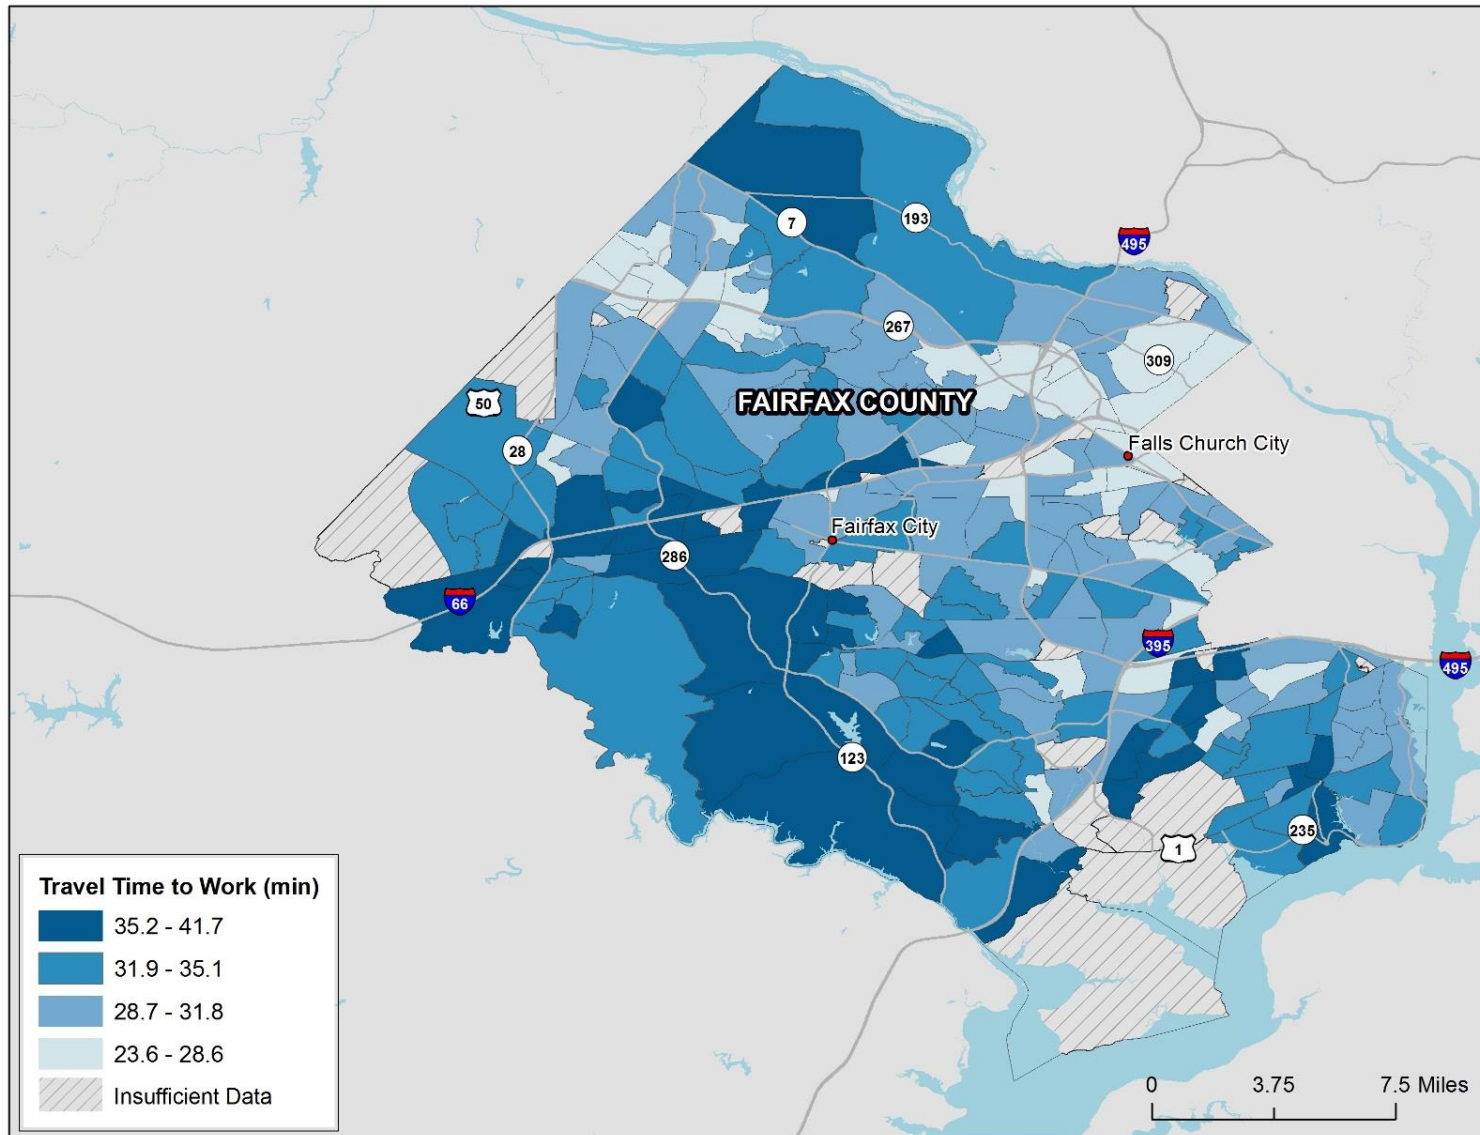 193
7
495
267
309
FAIRFAX COUNTY
50
28
Falls Church City
Fairfax City
286
66
395
495
123
235
1
Travel Time to Work (min)
35.2 - 41.7
31.9 - 35.1
28.7 - 31.8
23.6 - 28.6
Insufficient Data
0 3.75 7.5 Miles